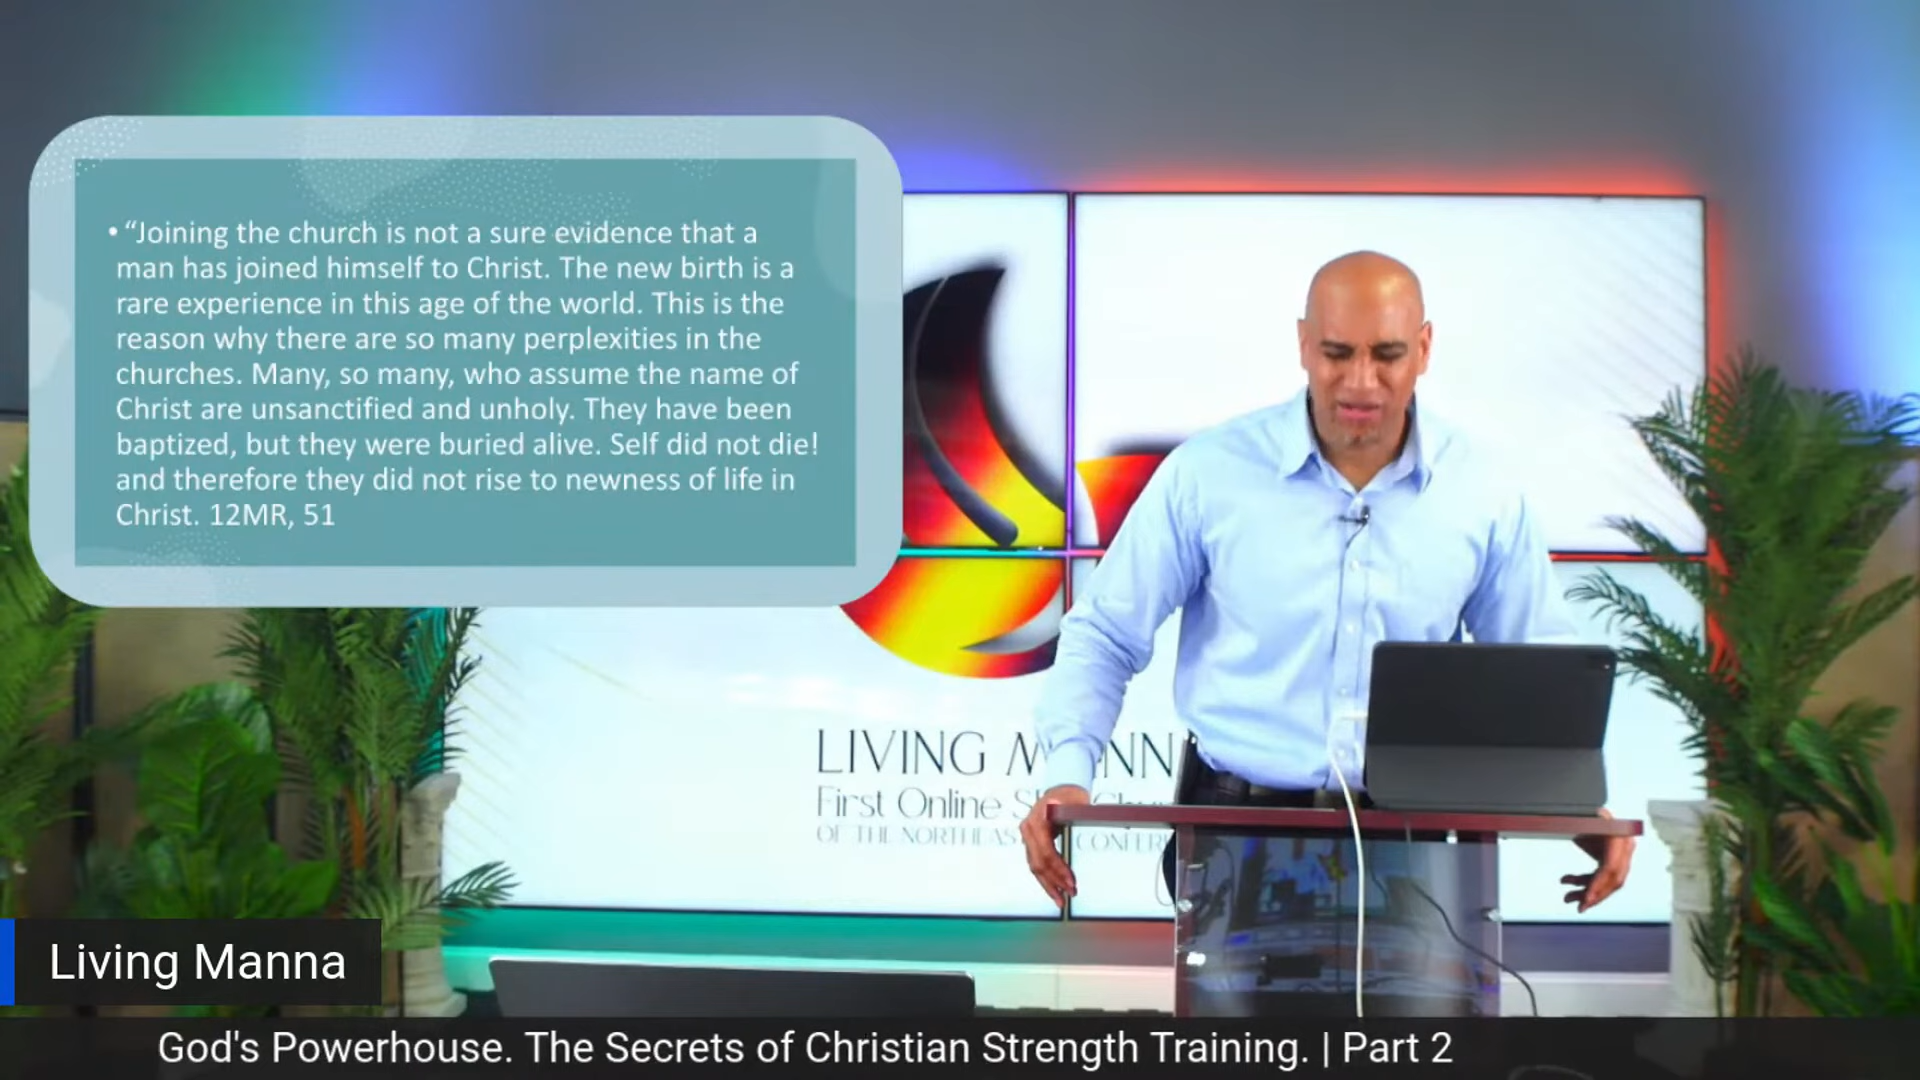 • “Joining the church is not a sure evidence that a
man has joined himself to Christ. The new birth is a
rare experience in this age of the world. This is the
reason why there are so many perplexities in the
churches. Many, so many, who assume the name of
Christ are unsanctified and unholy. They have been
baptized, but they were buried alive. Self did not die!
and therefore they did not rise to newness of life in
Christ. 12MR, 51
LIVING
First Online
OF THE
Living Manna
God's Powerhouse. The Secrets of Christian Strength Training. | Part 2